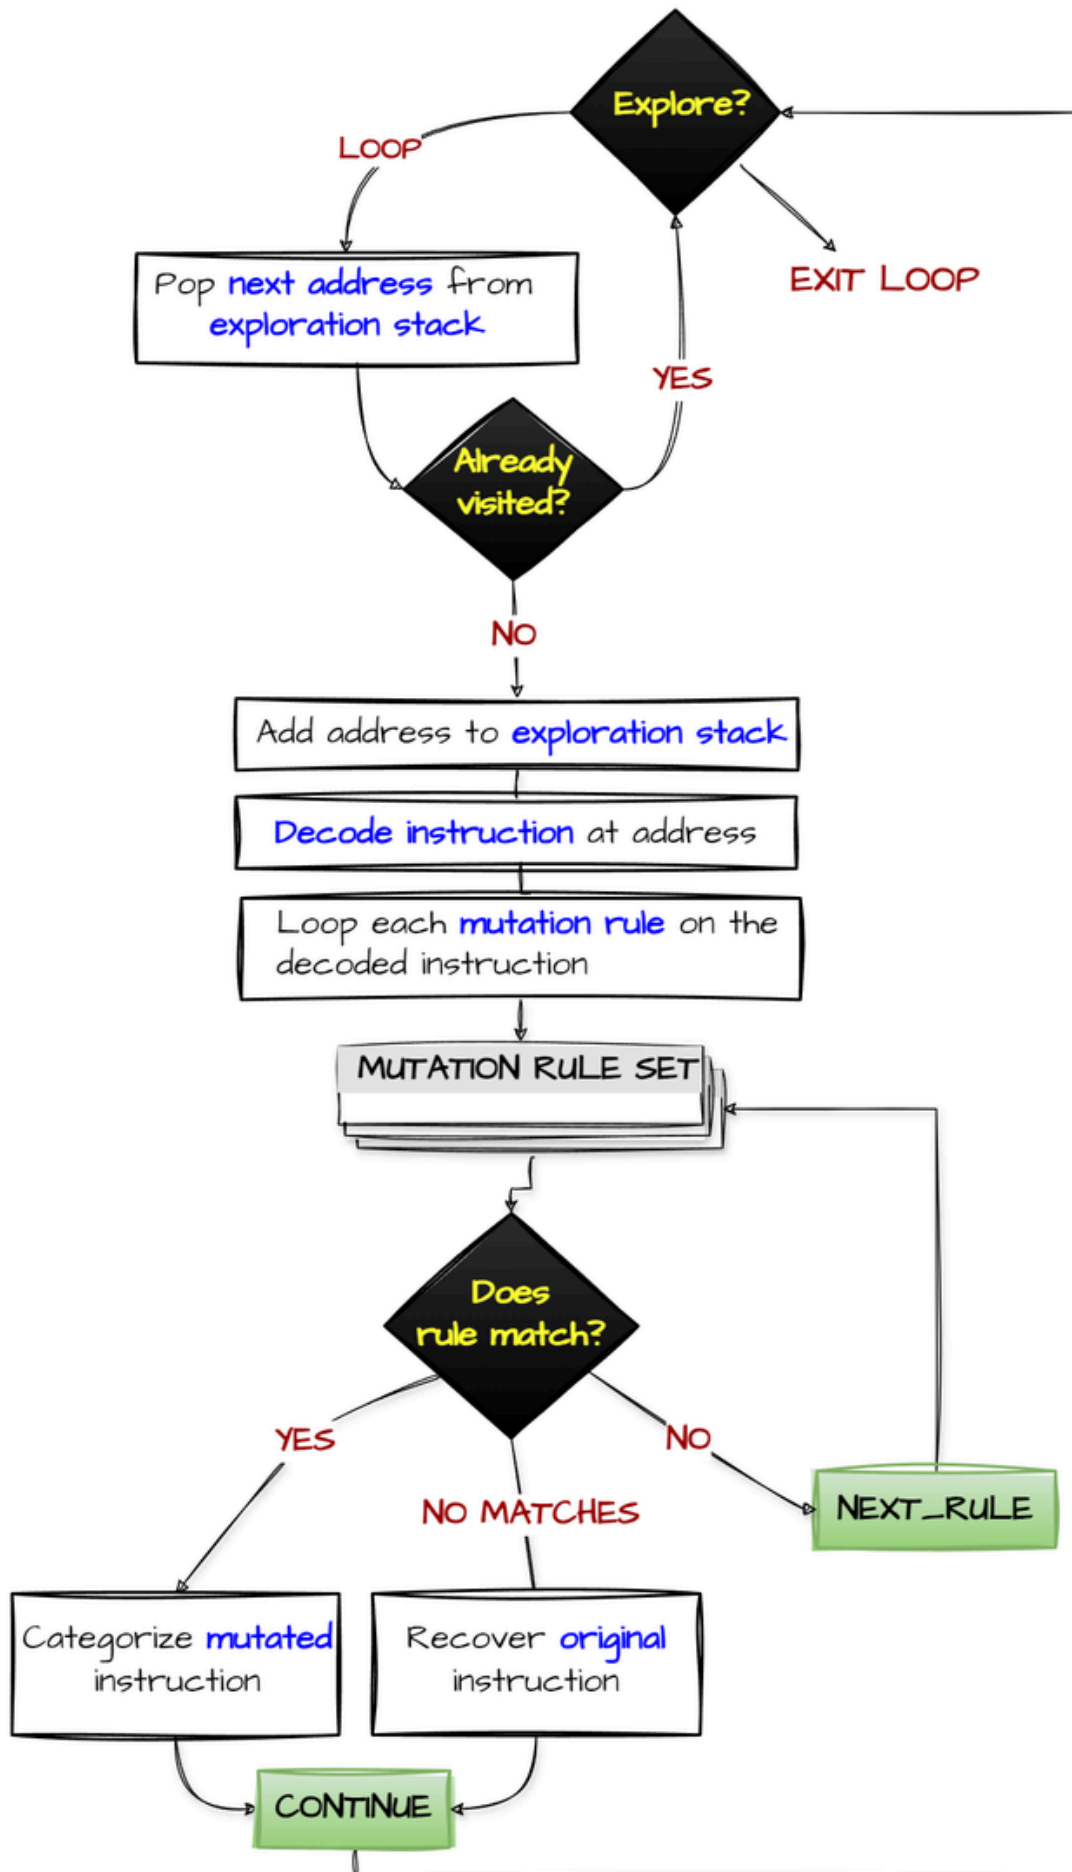 Explore?
LOOP
EXIT LOOP
Pop next address from
exploration stack
YES
Already
visited?
NO
Add address to exploration stack
Decode instruction at address
Loop each mutation rule on the
decoded instruction
MUTATION RULE SET
Does
rule match?
YES
NO
NO MATCHES
NEXT_RULE
Categorize mutated
instruction
Recover original
instruction
CONTINUE